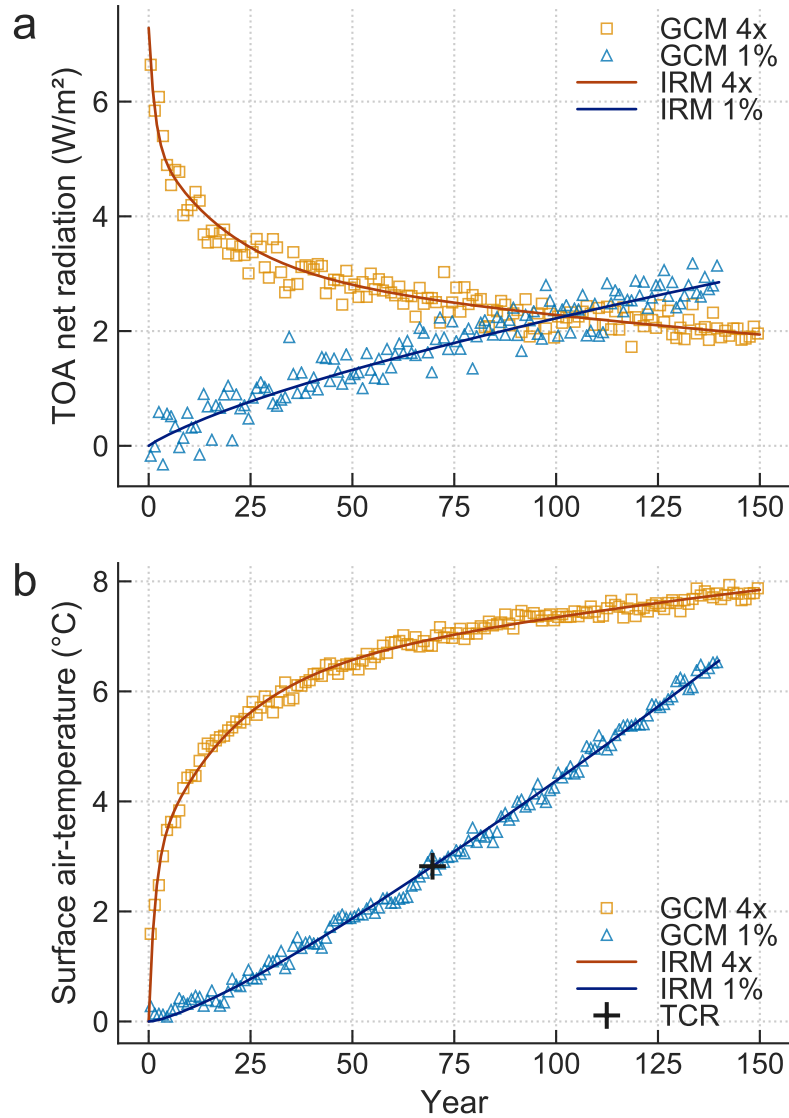 a
TOA net radiation (W/m²)
6
4
2
0
GCM 4x
GCM 1%
IRM 4x
IRM 1%
0 25 50 75 100 125 150
b
Surface air-temperature (°C)
8
6
4
2
0
GCM 4x
GCM 1%
IRM 4x
IRM 1%
TCR
0 25 50 75 100 125 150
Year